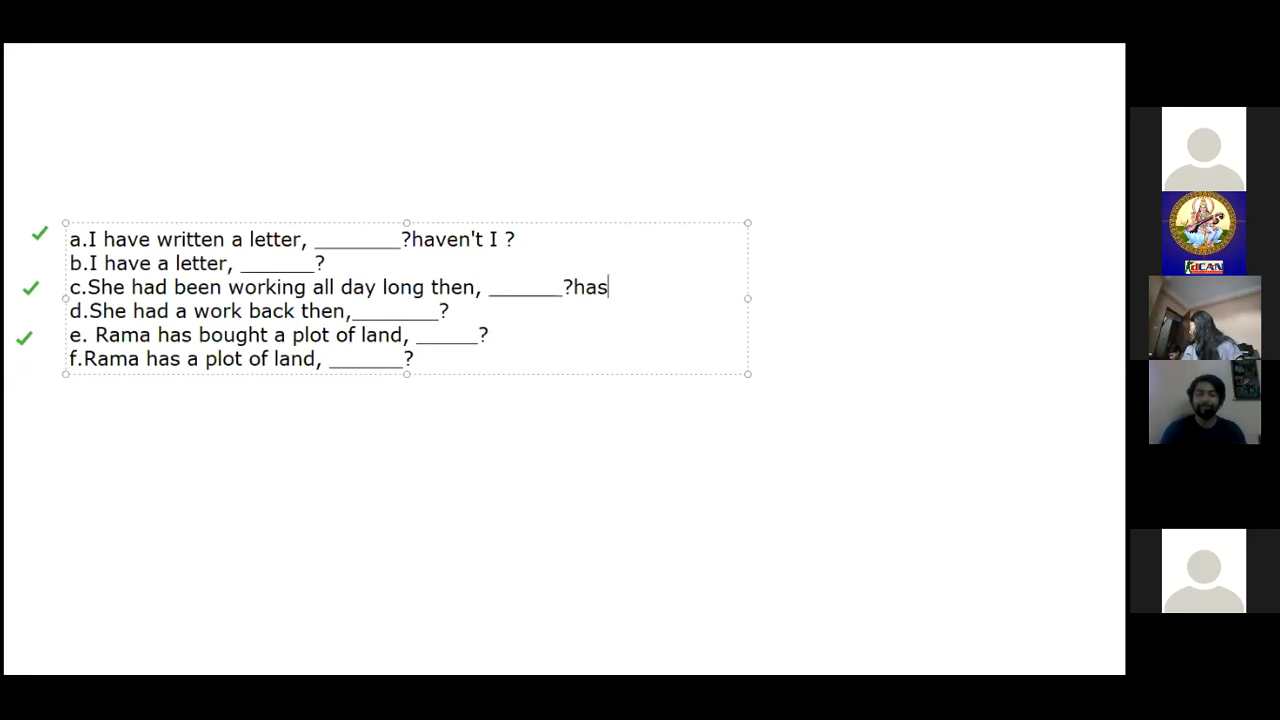 a.I have written a letter, ________?haven't I ?
b.I have a letter, _______?
c.She had been working all day long then, _______?has
d.She had a work back then,________?
e. Rama has bought a plot of land, ______?
f.Rama has a plot of land, _______?